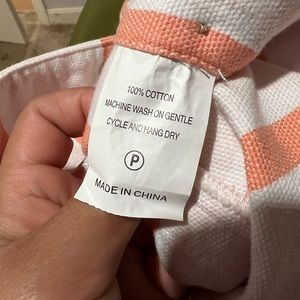 100% COTTON
MACHINE WASH ON GENTLE
CYCLE AND HANG DRY
P
MADE IN CHINA